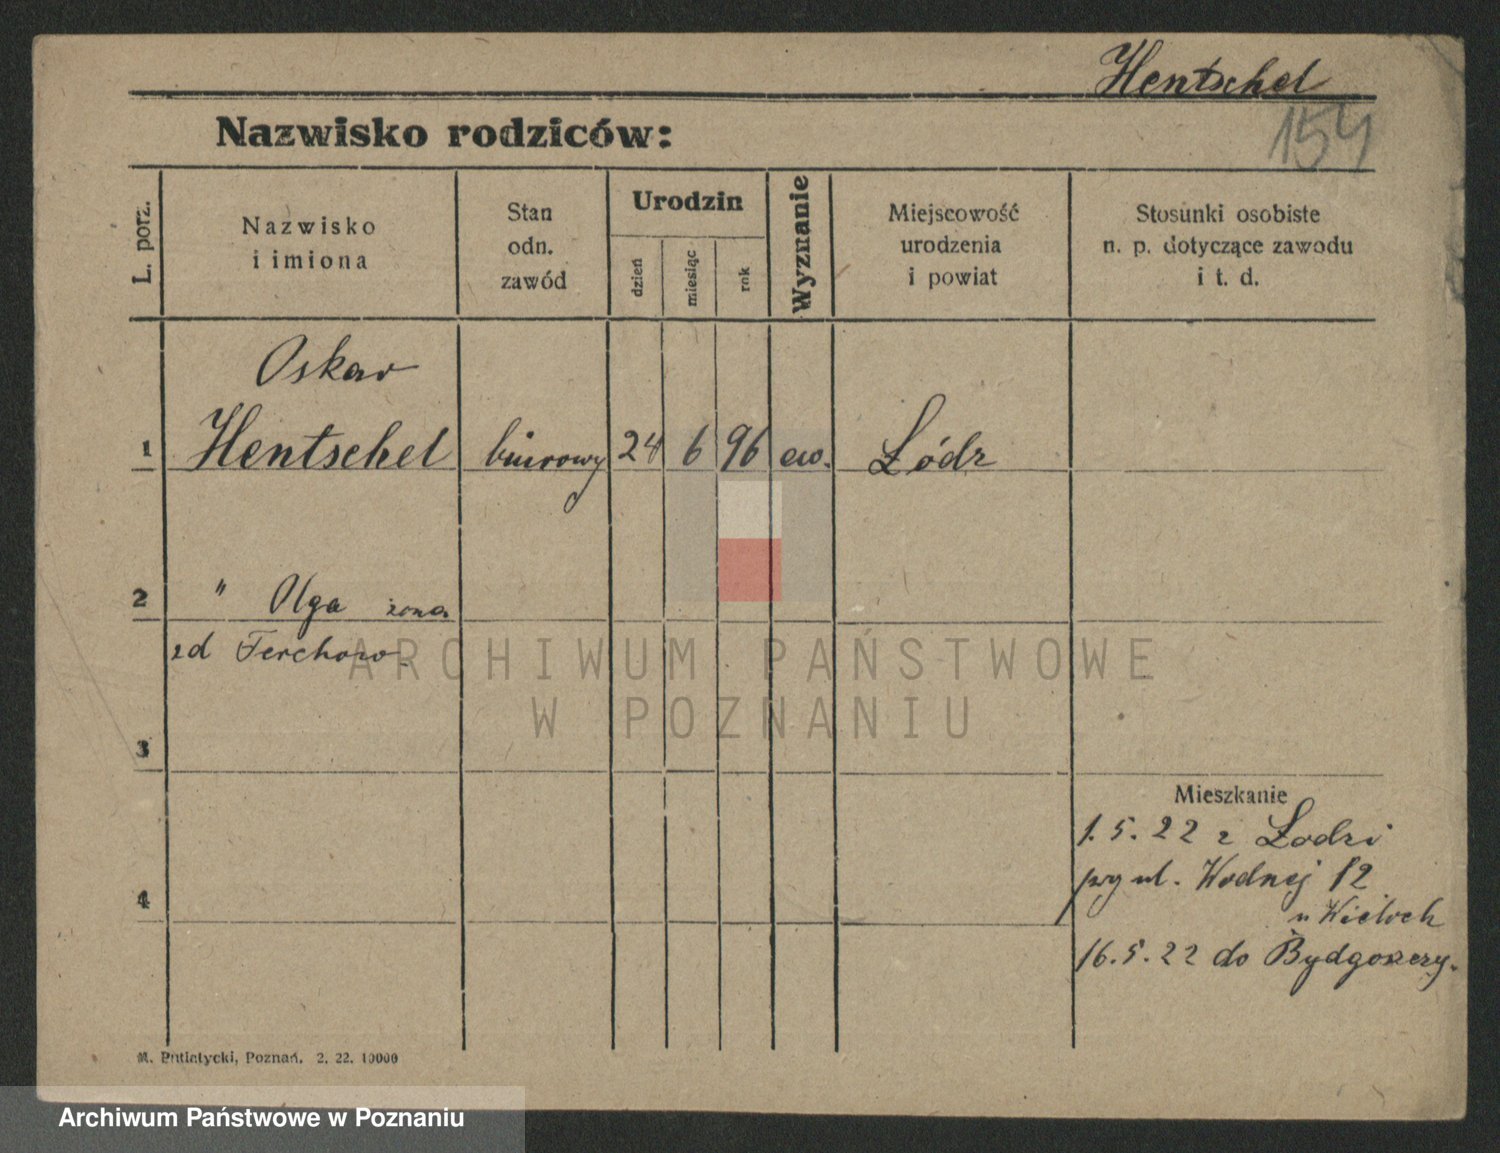 Hentschel
154
Nazwisko rodziców:
L. porz.
Nazwisko
i imiona
Stan
odn.
zawód
Urodzin
dzień
miesiąc
rok
Wyznanie
Miejscowość
urodzenia
i powiat
Stosunki osobiste
n. p. dotyczące zawodu
i t. d.
Oskar
1 Hentschel biurowy 24 6 96 ew. Łódz
2 " Olga żona
zd
3
ARCHIWUM PAŃSTWOWE
W POZNANIU
Mieszkanie
1. 5. 22 z Łodzi
przy ul. Wodnej 12
4
u Wieloch
16. 5. 22 do Bydgoszczy.
M. Putiatycki, Poznań. 2. 22. 10000
Archiwum Państwowe w Poznaniu